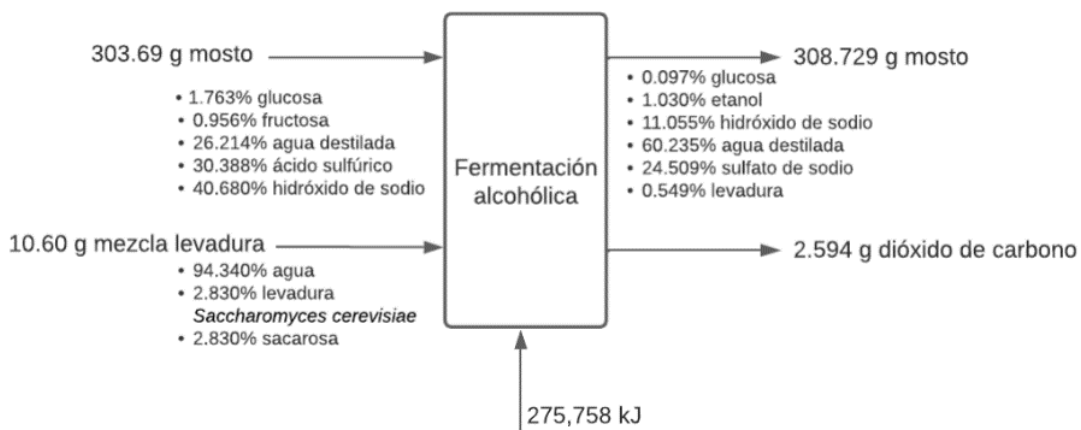 303.69 g mosto
• 1.763% glucosa
• 0.956% fructosa
• 26.214% agua destilada
• 30.388% ácido sulfúrico
• 40.680% hidróxido de sodio
10.60 g mezcla levadura
• 94.340% agua
• 2.830% levadura
Saccharomyces cerevisiae
• 2.830% sacarosa
Fermentación
alcohólica
308.729 g mosto
• 0.097% glucosa
• 1.030% etanol
• 11.055% hidróxido de sodio
• 60.235% agua destilada
• 24.509% sulfato de sodio
• 0.549% levadura
2.594 g dióxido de carbono
275,758 kJ